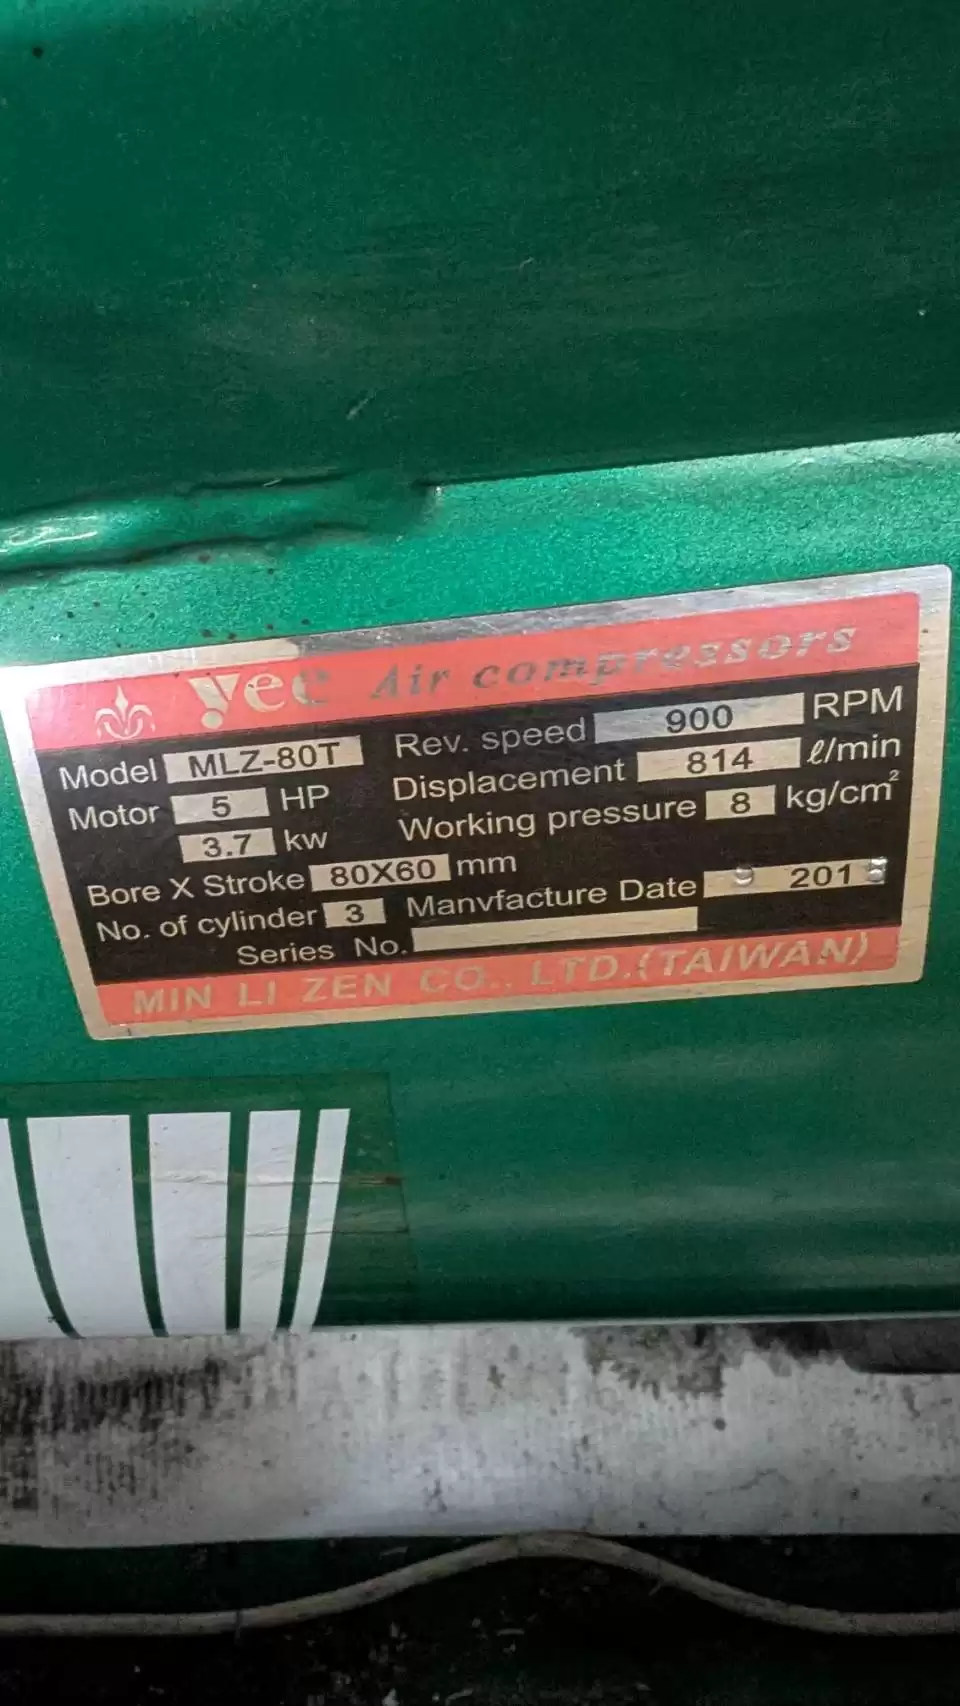 yec Air compressors
Model MLZ-80T Rev. speed 900 RPM
Motor 5 HP Displacement 814 ℓ/min
3.7 kw Working pressure 8 kg/cm²
Bore X Stroke 80X60 mm
No. of cylinder 3 Manvfacture Date 201
Series No.
MIN LI ZEN CO., LTD.(TAIWAN)